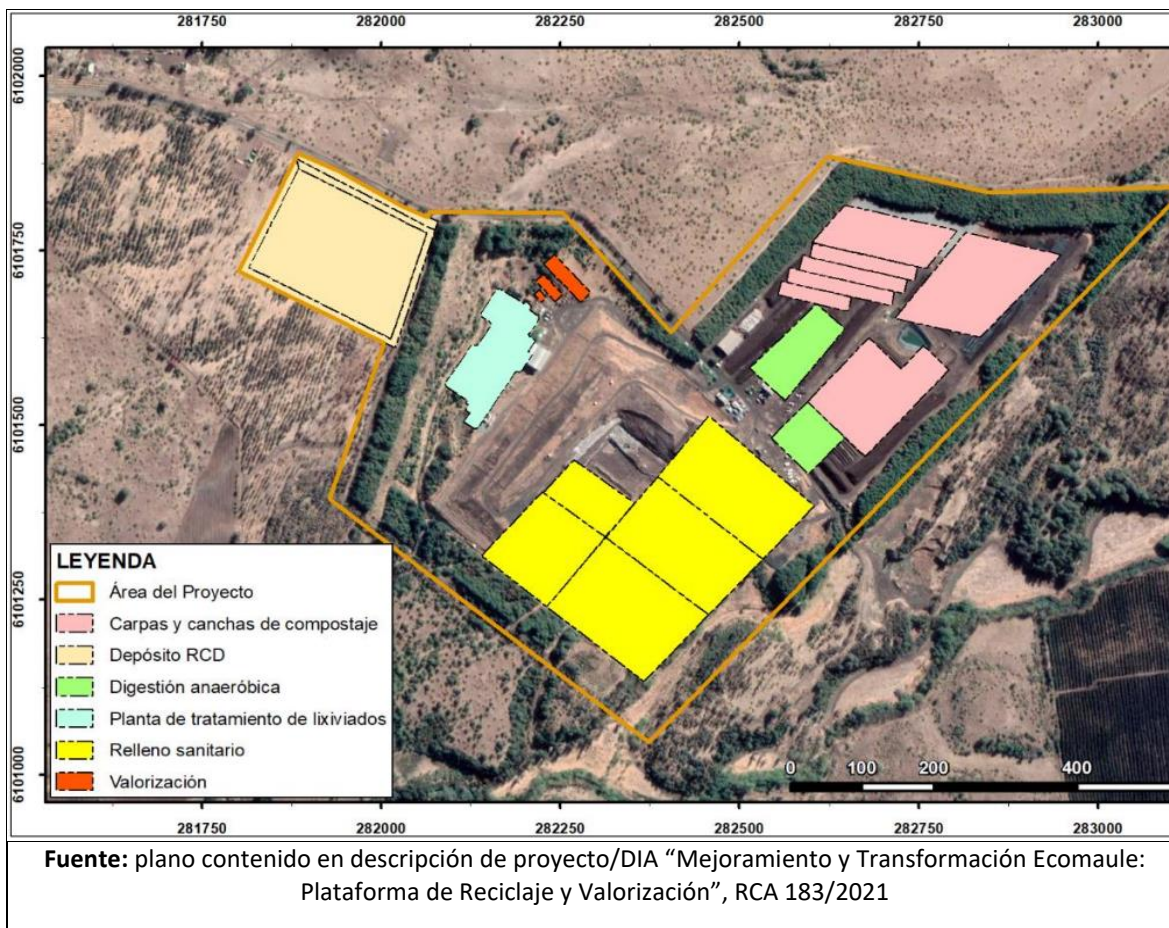 281750 282000 282250 282500 282750 283000
6102000
6101750
6101500
6101250
6101000
LEYENDA
Área del Proyecto
Carpas y canchas de compostaje
Depósito RCD
Digestión anaeróbica
Planta de tratamiento de lixiviados
Relleno sanitario
Valorización
0 100 200 400
281750 282000 282250 282500 282750 283000
Fuente: plano contenido en descripción de proyecto/DIA “Mejoramiento y Transformación Ecomaule:
Plataforma de Reciclaje y Valorización”, RCA 183/2021